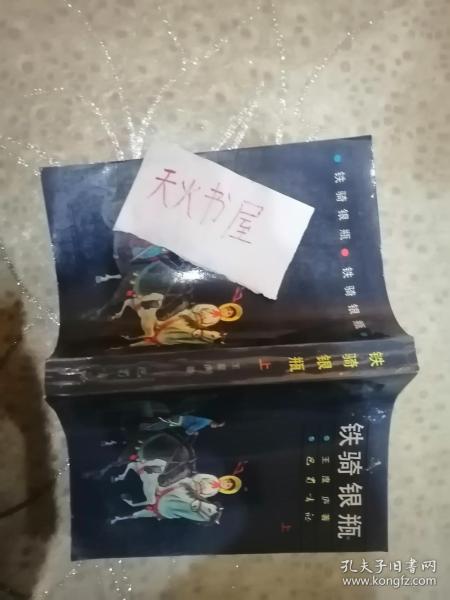 天火书屋
铁骑银瓶
铁骑银瓶
铁骑银瓶
上
铁骑银瓶
王度庐著
上
孔夫子旧书网
www.kongfz.com